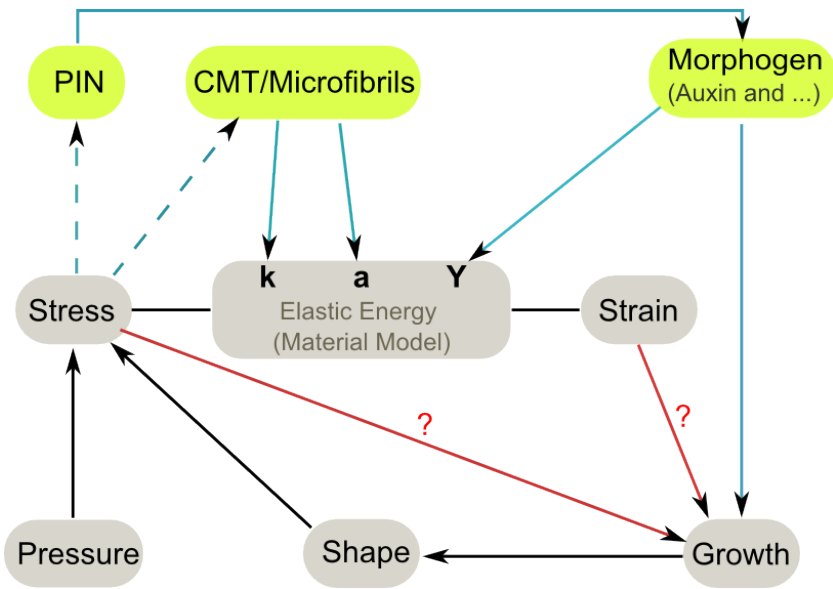 PIN
CMT/Microfibrils
Morphogen
(Auxin and ...)
k a Y
Stress
Elastic Energy
(Material Model)
Strain
?
?
Pressure
Shape
Growth